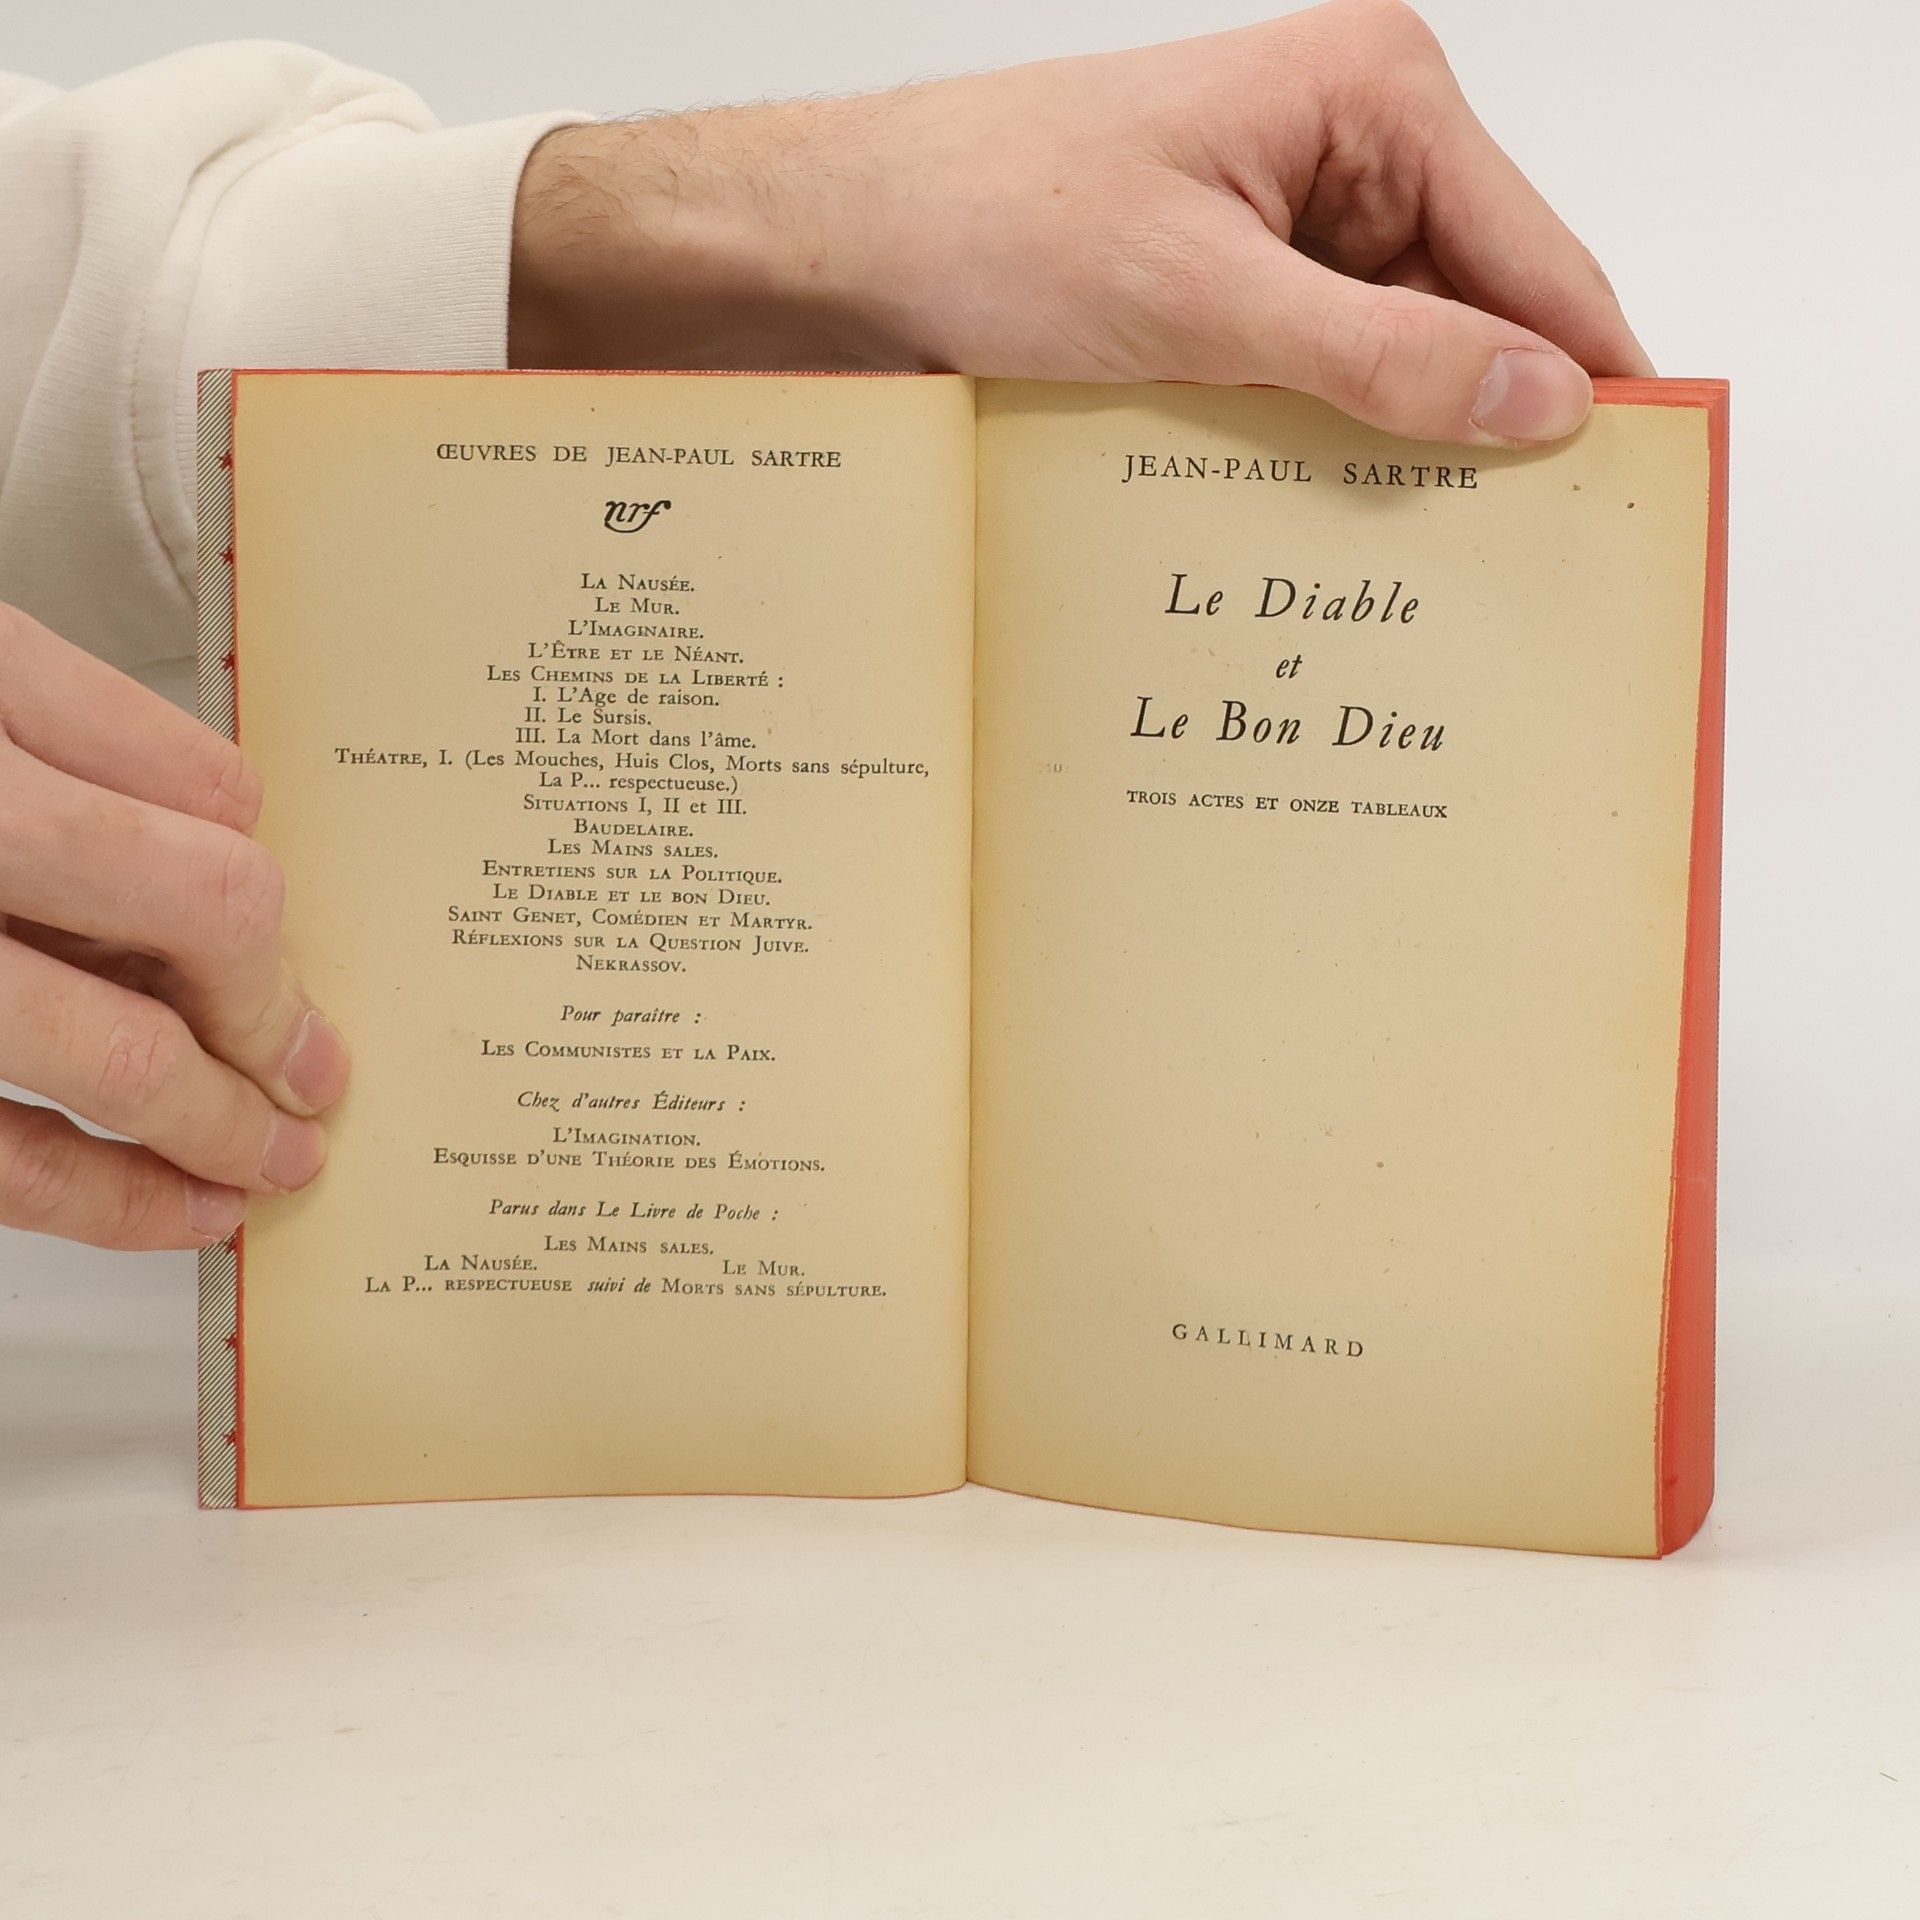 ŒUVRES DE JEAN-PAUL SARTRE
nrf
LA NAUSÉE.
LE MUR.
L'IMAGINAIRE.
L'ÊTRE ET LE NÉANT.
LES CHEMINS DE LA LIBERTÉ :
I. L'Age de raison.
II. Le Sursis.
III. La Mort dans l'âme.
THÉATRE, I. (Les Mouches, Huis Clos, Morts sans sépulture,
La P... respectueuse.)
SITUATIONS I, II et III.
BAUDELAIRE.
LES MAINS SALES.
ENTRETIENS SUR LA POLITIQUE.
LE DIABLE ET LE BON DIEU.
SAINT GENET, COMÉDIEN ET MARTYR.
RÉFLEXIONS SUR LA QUESTION JUIVE.
NEKRASSOV.
Pour paraître :
LES COMMUNISTES ET LA PAIX.
Chez d'autres Éditeurs :
L'IMAGINATION.
ESQUISSE D'UNE THÉORIE DES ÉMOTIONS.
Parus dans Le Livre de Poche :
LES MAINS SALES.
LA NAUSÉE. LE MUR.
LA P... RESPECTUEUSE suivi de MORTS SANS SÉPULTURE.
JEAN-PAUL SARTRE
Le Diable
et
Le Bon Dieu
TROIS ACTES ET ONZE TABLEAUX
GALLIMARD